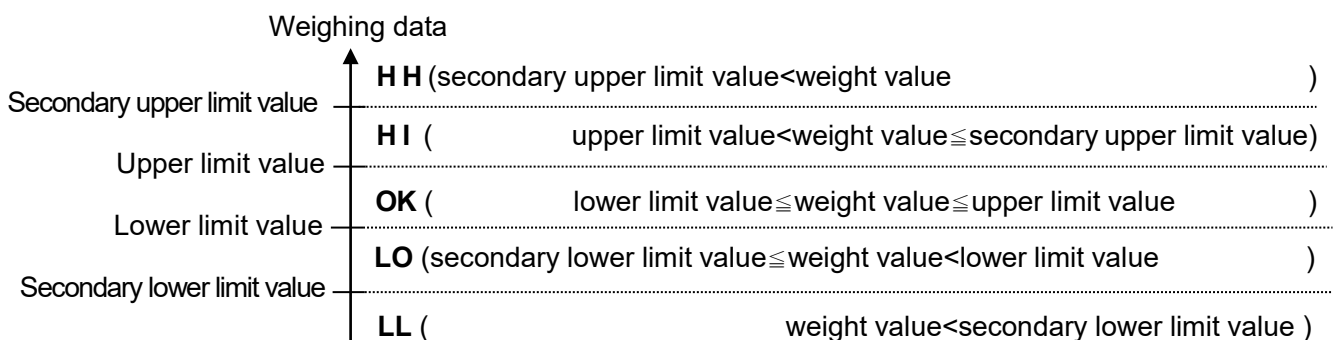 Weighing data
HH (secondary upper limit value<weight value )
Secondary upper limit value
HI ( upper limit value<weight value≦secondary upper limit value)
Upper limit value
OK ( lower limit value≦weight value≦upper limit value )
Lower limit value
LO (secondary lower limit value≦weight value<lower limit value )
Secondary lower limit value
LL ( weight value<secondary lower limit value )